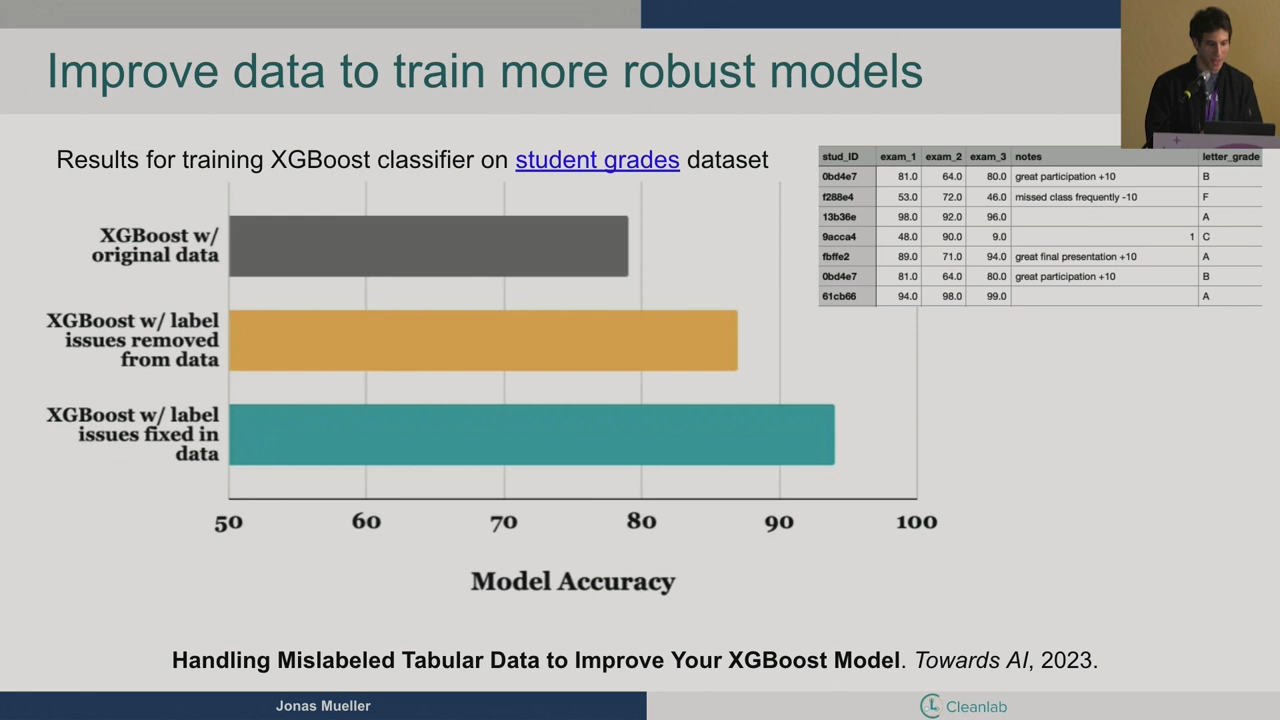 Improve data to train more robust models
Results for training XGBoost classifier on student grades dataset
stud_ID exam_1 exam_2 exam_3 notes letter_grade
0bd4e7 81.0 64.0 80.0 great participation +10 B
f288e4 53.0 72.0 46.0 missed class frequently -10 F
13b36e 98.0 92.0 96.0 A
9acca4 48.0 90.0 9.0 1 C
fbffe2 89.0 71.0 94.0 great final presentation +10 A
0bd4e7 81.0 64.0 80.0 great participation +10 B
61cb66 94.0 98.0 99.0 A
XGBoost w/
original data
XGBoost w/ label
issues removed
from data
XGBoost w/ label
issues fixed in
data
50 60 70 80 90 100
Model Accuracy
Handling Mislabeled Tabular Data to Improve Your XGBoost Model. Towards AI, 2023.
Jonas Mueller
Cleanlab